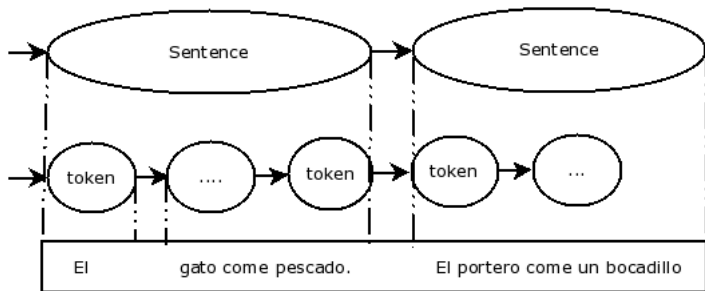 Sentence Sentence
token .... token token ...
El gato come pescado. El portero come un bocadillo